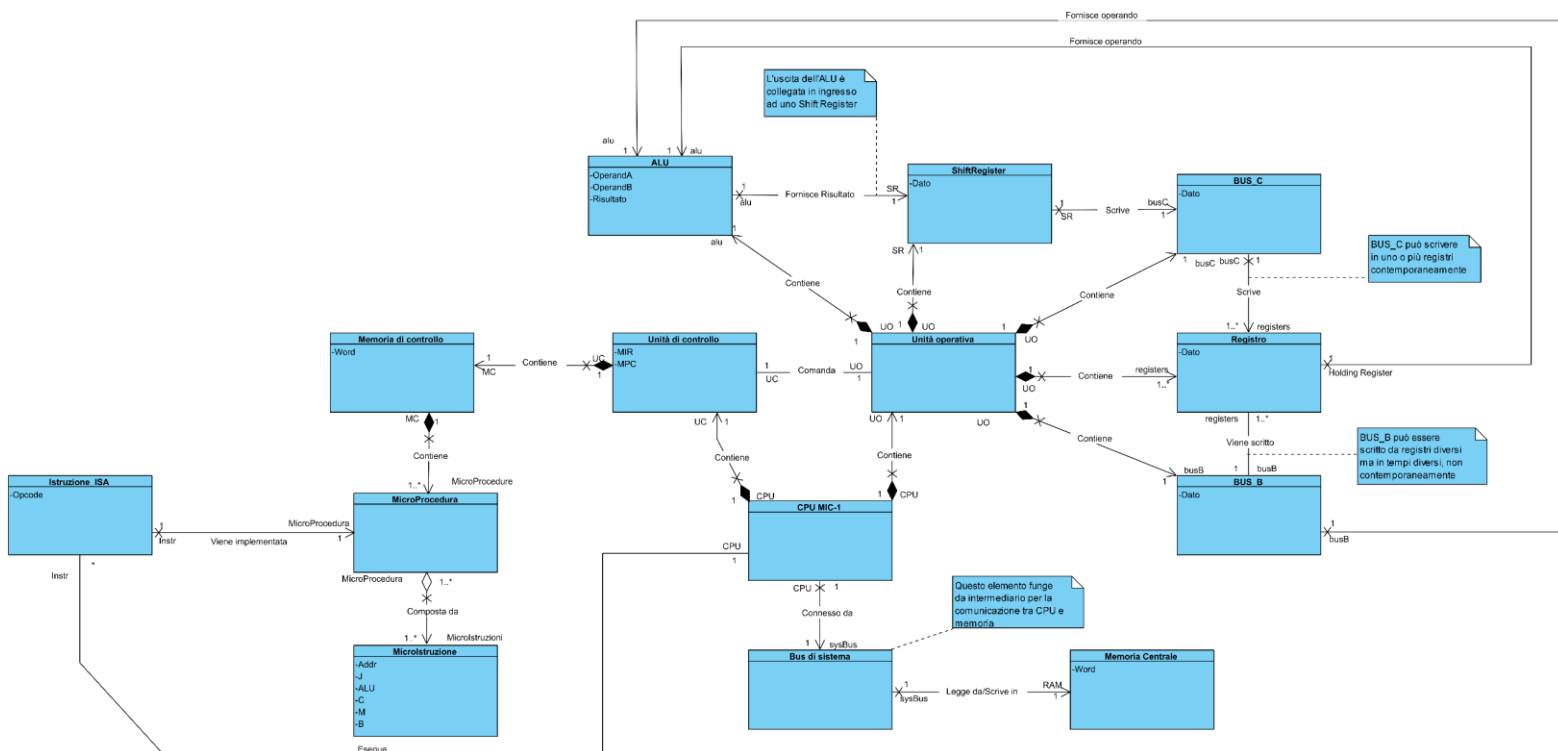 Fornisce operando
Fornisce operando
L'uscita dell'ALU è
collegata in ingresso
ad uno Shift Register
alu
1
1
alu
ALU
-OperandA
-OperandB
-Risultato
1
alu
Fornisce Risultato
SR
1
ShiftRegister
-Dato
1
SR
Scrive
busC
1
BUS_C
-Dato
BUS_C può scrivere
in uno o più registri
contemporaneamente
1
alu
SR
1
1
busC
busC
1
Contiene
Contiene
Contiene
Scrive
UO
1
1
UO
1
UO
1..*
registers
Memoria di controllo
-Word
1
MC
Contiene
UC
1
Unità di controllo
-MIR
-MPC
1
UC
Comanda
UO
1
Unità operativa
1
UO
Contiene
registers
1..*
Registro
-Dato
1
Holding Register
MC
1
UC
1
UO
1
1
UO
registers
1..*
Contiene
Contiene
Contiene
Contiene
Viene scritto
BUS_B può essere
scritto da registri diversi
ma in tempi diversi, non
contemporaneamente
busB
1
1
busB
Istruzione_ISA
-Opcode
1..*
MicroProcedure
MicroProcedura
1
CPU
1
CPU
CPU MIC-1
BUS_B
-Dato
1
Instr
Viene implementata
MicroProcedura
1
CPU
1
1
busB
Instr
*
MicroProcedura
1..*
Composta da
1..*
MicroIstruzioni
CPU
1
Connesso da
1
sysBus
Questo elemento funge
da intermediario per la
comunicazione tra CPU e
memoria
MicroIstruzione
-Addr
-J
-ALU
-C
-M
-B
Bus di sistema
1
sysBus
Legge da/Scrive in
RAM
1
Memoria Centrale
-Word
Esegue